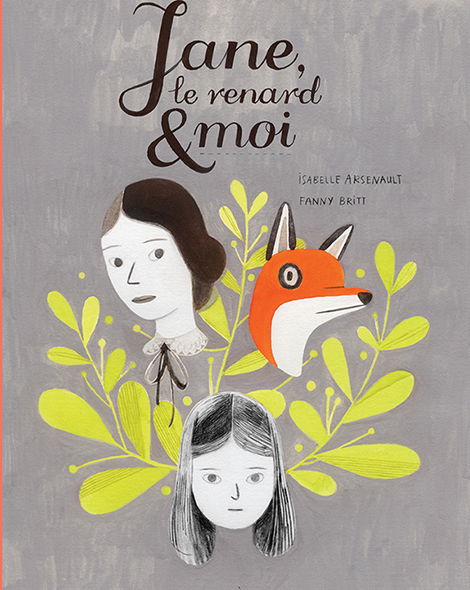 Jane,
le renard
& moi
ISABELLE ARSENAULT
FANNY BRITT